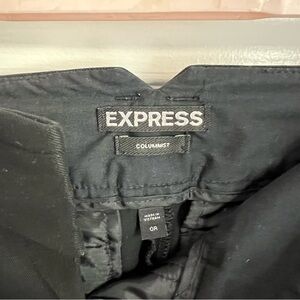 EXPRESS
COLUMNIST
MADE IN
VIETNAM
0R